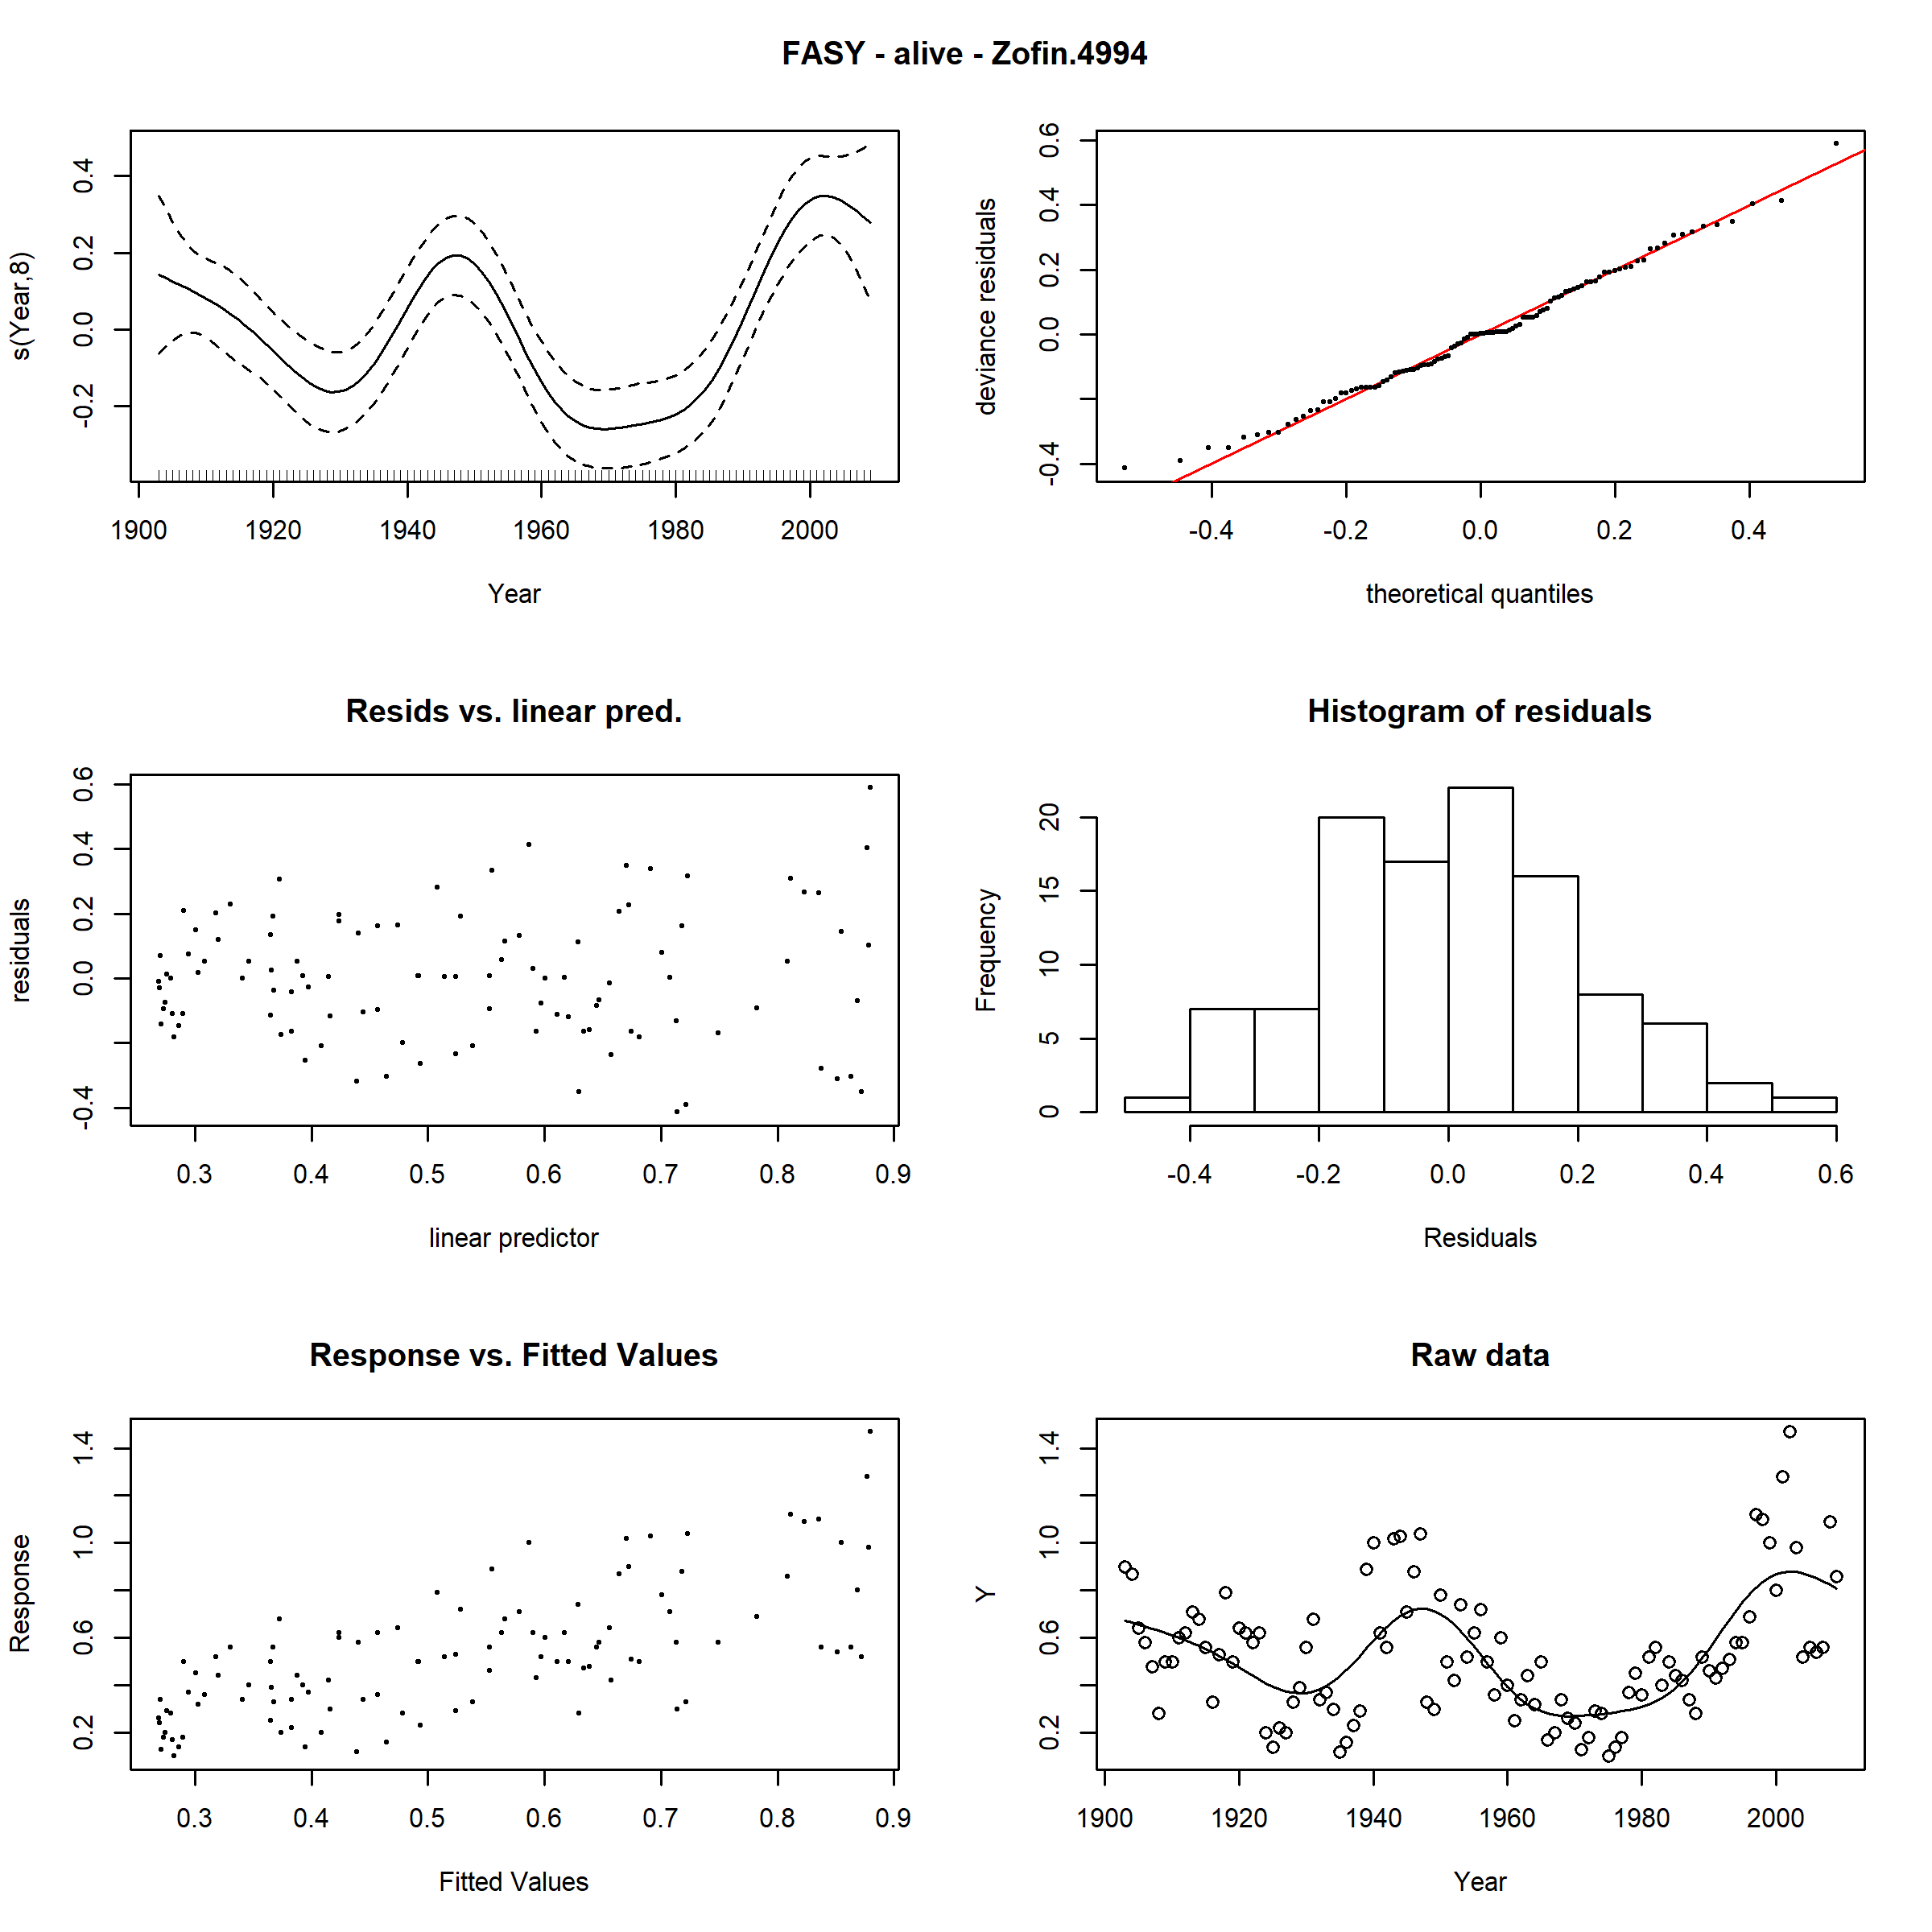 FASY - alive - Zofin.4994
s(Year,8)
-0.2 0.0 0.2 0.4
1900 1920 1940 1960 1980 2000
Year
deviance residuals
-0.4 0.0 0.2 0.4 0.6
-0.4 -0.2 0.0 0.2 0.4
theoretical quantiles
Resids vs. linear pred.
residuals
-0.4 0.0 0.2 0.4 0.6
0.3 0.4 0.5 0.6 0.7 0.8 0.9
linear predictor
Histogram of residuals
Frequency
0 5 10 15 20
-0.4 -0.2 0.0 0.2 0.4 0.6
Residuals
Response vs. Fitted Values
Response
0.2 0.6 1.0 1.4
0.3 0.4 0.5 0.6 0.7 0.8 0.9
Fitted Values
Raw data
Y
0.2 0.6 1.0 1.4
1900 1920 1940 1960 1980 2000
Year